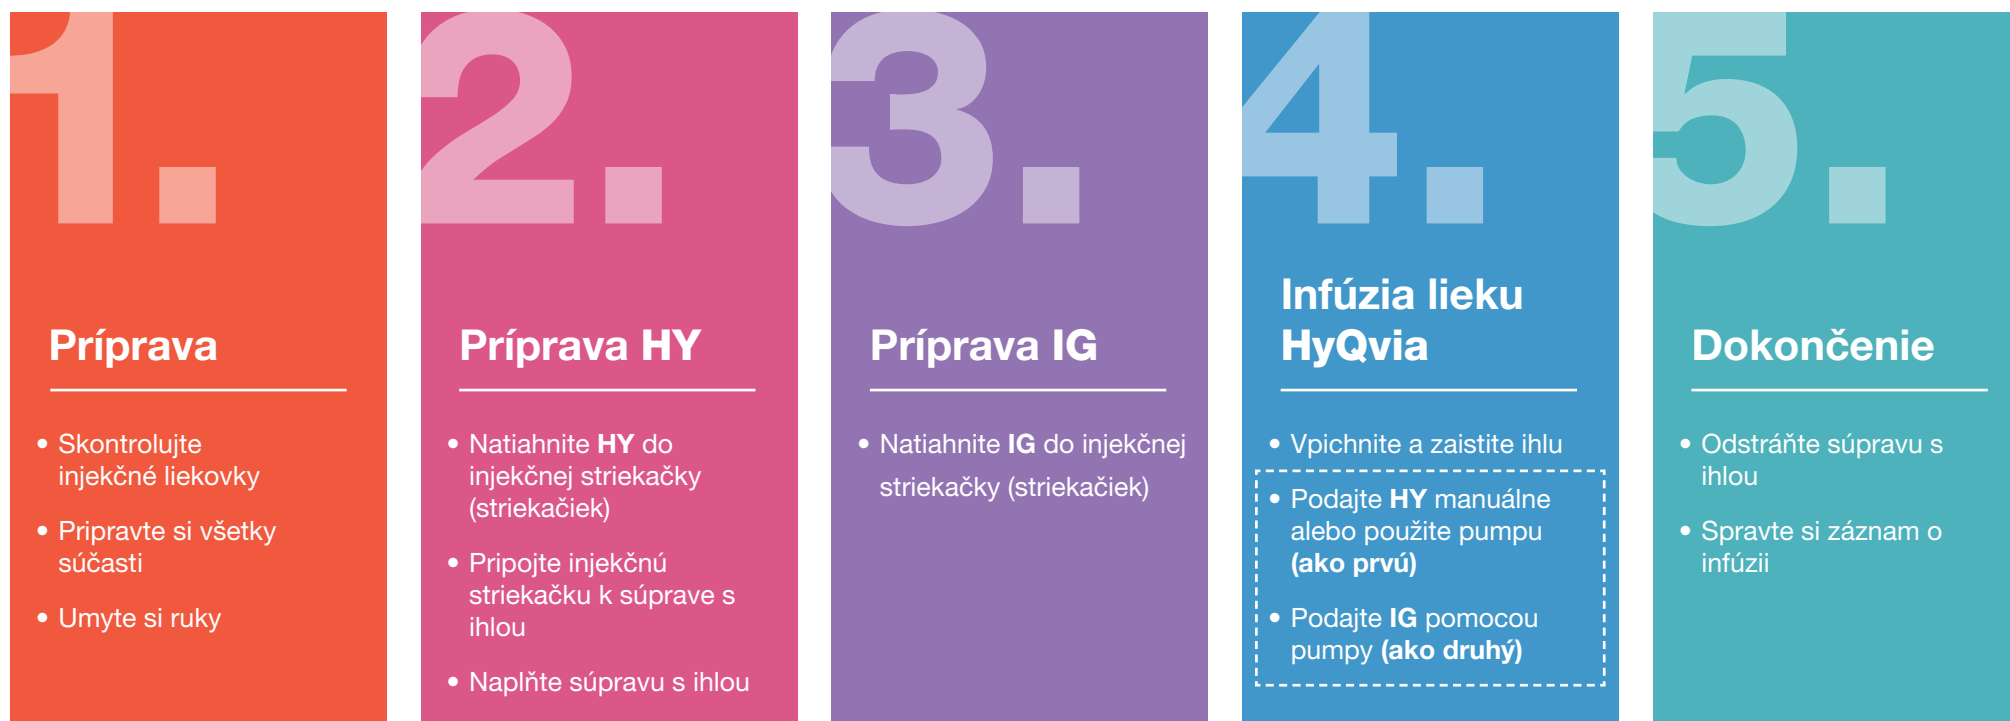 1.
Príprava
• Skontrolujte
injekčné liekovky
• Pripravte si všetky
súčasti
• Umyte si ruky
2.
Príprava HY
• Natiahnite HY do
injekčnej striekačky
(striekačiek)
• Pripojte injekčnú
striekačku k súprave s
ihlou
• Naplňte súpravu s ihlou
3.
Príprava IG
• Natiahnite IG do injekčnej
striekačky (striekačiek)
4.
Infúzia lieku
HyQvia
• Vpichnite a zaistite ihlu
• Podajte HY manuálne
alebo použite pumpu
(ako prvú)
• Podajte IG pomocou
pumpy (ako druhý)
5.
Dokončenie
• Odstráňte súpravu s
ihlou
• Spravte si záznam o
infúzii